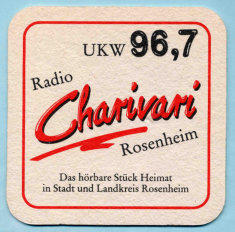 UKW 96,7
Radio
Charivari
Rosenheim
Das hörbare Stück Heimat
in Stadt und Landkreis Rosenheim